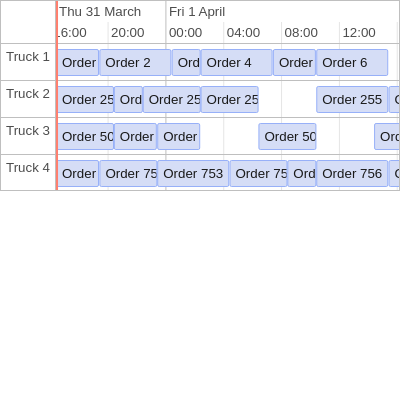 Thu 31 March Fri 1 April
16:00 20:00 00:00 04:00 08:00 12:00
Truck 1 Order Order 2 Ord Order 4 Order Order 6
Truck 2 Order 25 Ord Order 25 Order 25 Order 255
Truck 3 Order 50 Order Order Order 50 Ord
Truck 4 Order Order 75 Order 753 Order 75 Ord Order 756